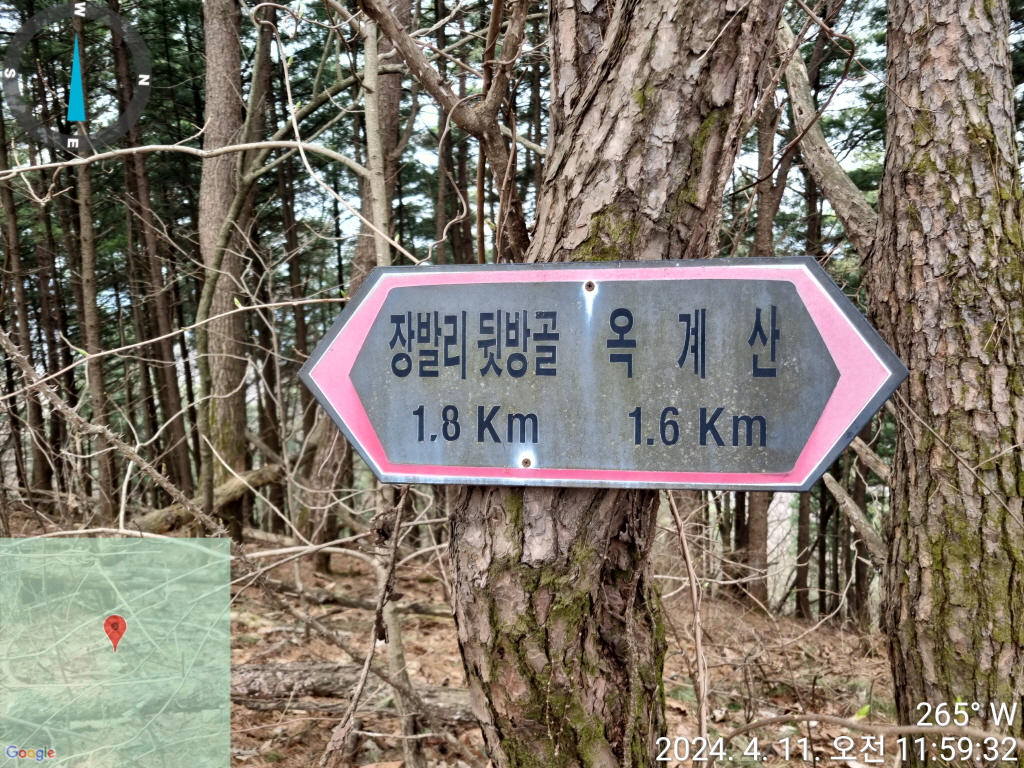 W
S
N
E
장발리 뒷방골 옥 계 산
1.8 Km 1.6 Km
Google
265° W
2024. 4. 11. 오전 11:59:32